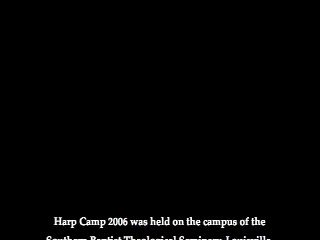 Harp Camp 2006 was held on the campus of the
Southern Baptist Theological Seminary, Louisville